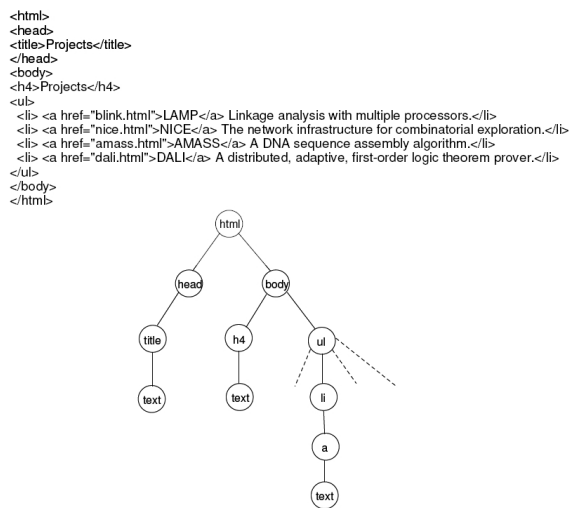 <html>
<head>
<title>Projects</title>
</head>
<body>
<h4>Projects</h4>
<ul>
<li> <a href="blink.html">LAMP</a> Linkage analysis with multiple processors.</li>
<li> <a href="nice.html">NICE</a> The network infrastructure for combinatorial exploration.</li>
<li> <a href="amass.html">AMASS</a> A DNA sequence assembly algorithm.</li>
<li> <a href="dali.html">DALI</a> A distributed, adaptive, first-order logic theorem prover.</li>
</ul>
</body>
</html>
html
head body
title h4 ul
text text li
a
text